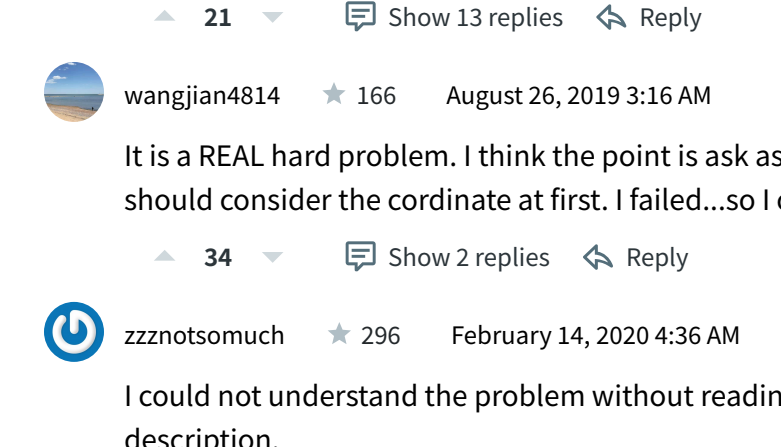 21 Show 13 replies Reply
wangjian4814 166 August 26, 2019 3:16 AM
It is a REAL hard problem. I think the point is ask as
should consider the cordinate at first. I failed...so I
34 Show 2 replies Reply
zzznotsomuch 296 February 14, 2020 4:36 AM
I could not understand the problem without readin
description.